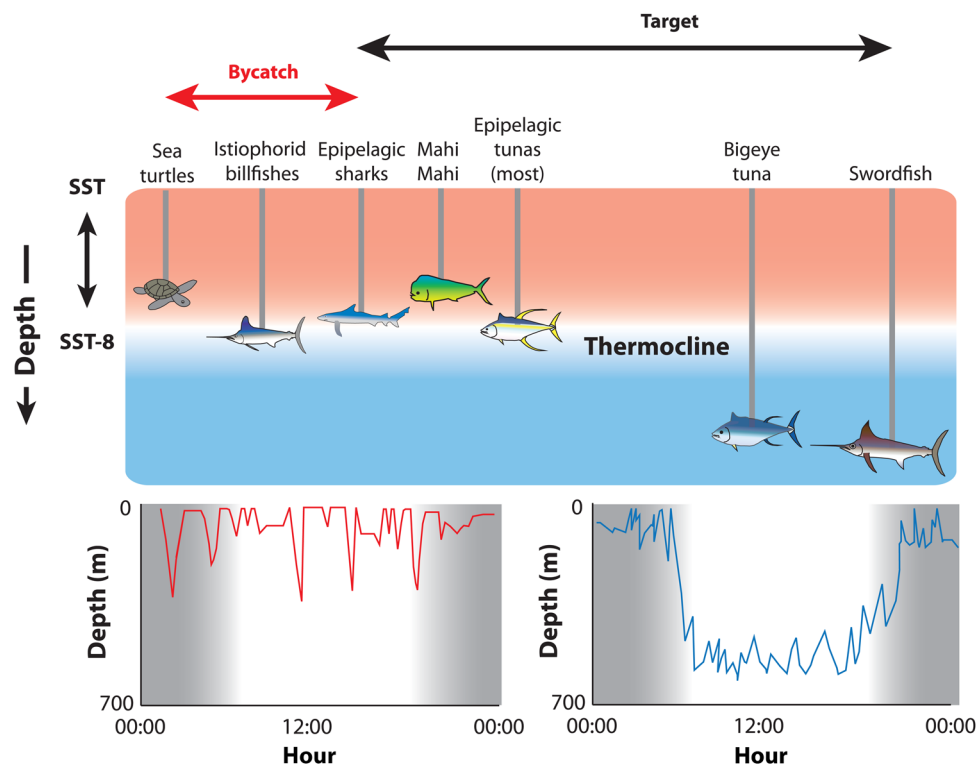 Target
Bycatch
Sea
turtles
Istiophorid
billfishes
Epipelagic
sharks
Mahi
Mahi
Epipelagic
tunas
(most)
Bigeye
tuna
Swordfish
SST
SST-8
Depth
Thermocline
0
700
Depth (m)
00:00
12:00
00:00
Hour
0
700
Depth (m)
00:00
12:00
00:00
Hour